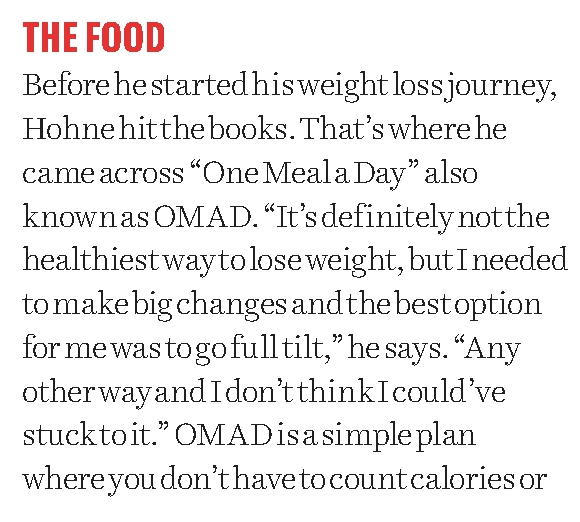 THE FOOD
Before he started his weight loss journey,
Hohne hit the books. That’s where he
came across “One Meal a Day” also
known as OMAD. “It’s definitely not the
healthiest way to lose weight, but I needed
to make big changes and the best option
for me was to go full tilt,” he says. “Any
other way and I don’t think I could’ve
stuck to it.” OMAD is a simple plan
where you don’t have to count calories or